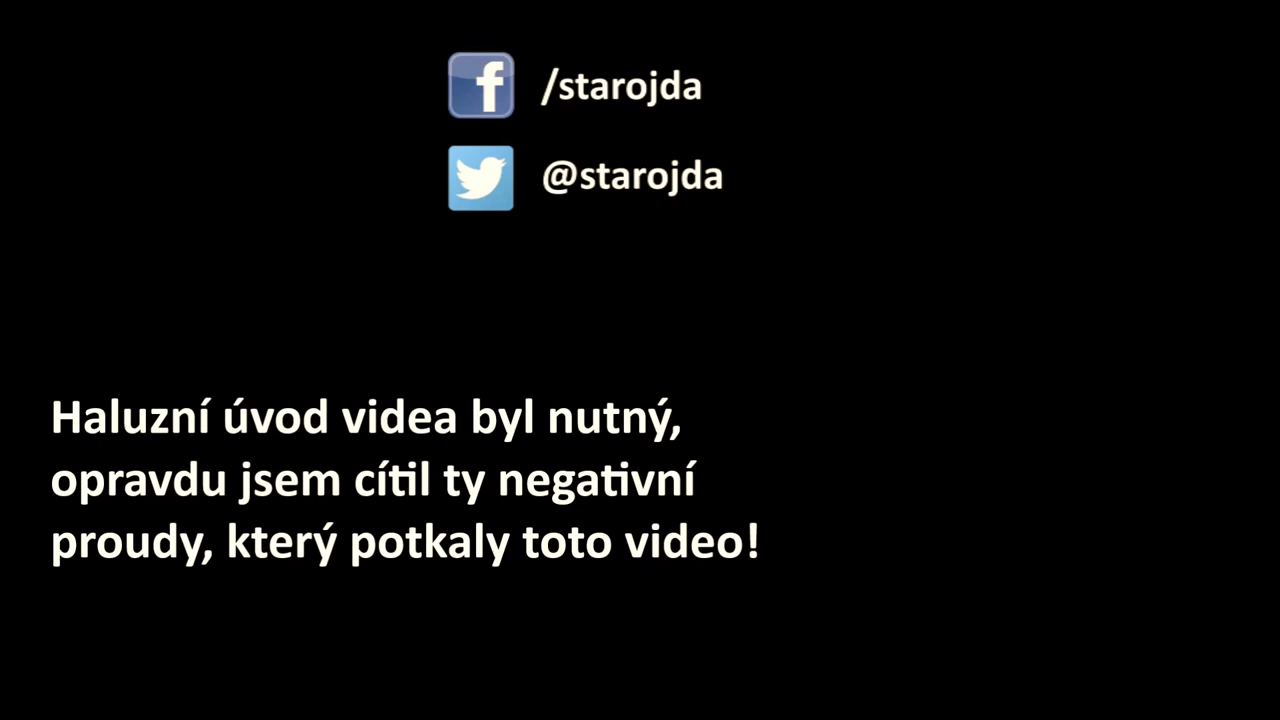 /starojda
@starojda
Haluzní úvod videa byl nutný,
opravdu jsem cítil ty negativní
proudy, který potkaly toto video!